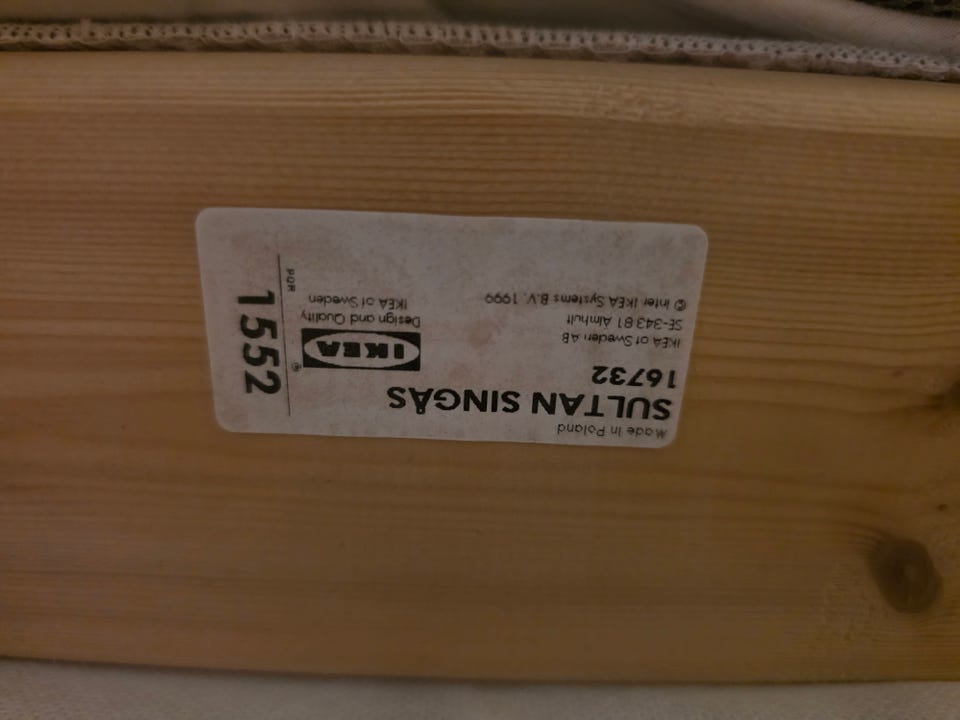 Made in Poland
SULTAN SINGÅS
16732
IKEA of Sweden AB
SE-343 81 Älmhult
© Inter IKEA Systems B.V. 1999
IKEA®
Design and Quality
IKEA of Sweden
PQR
1552